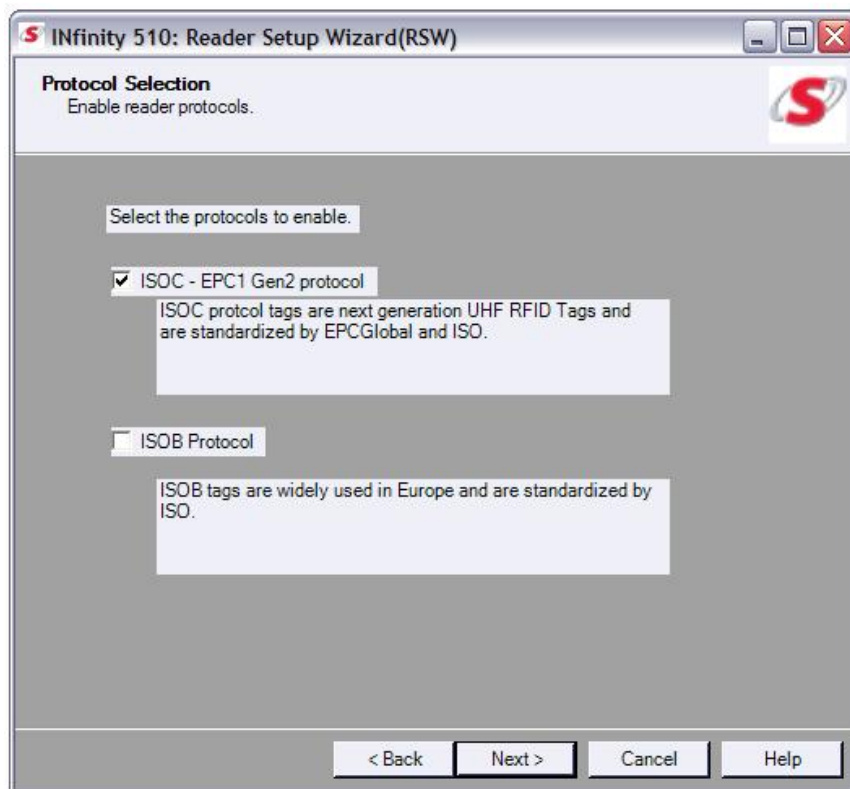 INfinity 510: Reader Setup Wizard(RSW)
Protocol Selection
Enable reader protocols.
Select the protocols to enable.
ISOC - EPC1 Gen2 protocol
ISOC protcol tags are next generation UHF RFID Tags and
are standardized by EPCGlobal and ISO.
ISOB Protocol
ISOB tags are widely used in Europe and are standardized by
ISO.
< Back
Next >
Cancel
Help